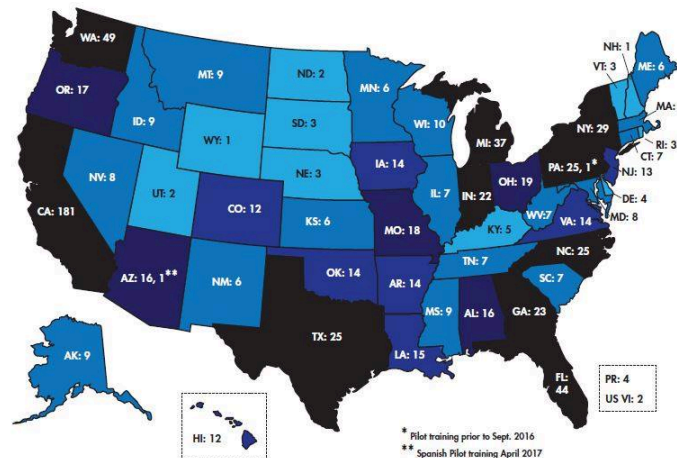 WA: 49
OR: 17
CA: 181
ID: 9
NV: 8
MT: 9
WY: 1
UT: 2
AZ: 16, 1**
CO: 12
NM: 6
ND: 2
SD: 3
NE: 3
KS: 6
OK: 14
TX: 25
MN: 6
IA: 14
MO: 18
AR: 14
LA: 15
WI: 10
IL: 7
MS: 9
MI: 37
IN: 22
KY: 5
TN: 7
AL: 16
OH: 19
WV:7
GA: 23
FL:
44
SC: 7
NC: 25
VA: 14
PA: 25, 1*
NY: 29
VT: 3
NH: 1
ME: 6
MA:
RI: 3
CT: 7
NJ: 13
DE: 4
MD: 8
AK: 9
HI: 12
PR: 4
US VI: 2
* Pilot training prior to Sept. 2016
** Spanish Pilot training April 2017